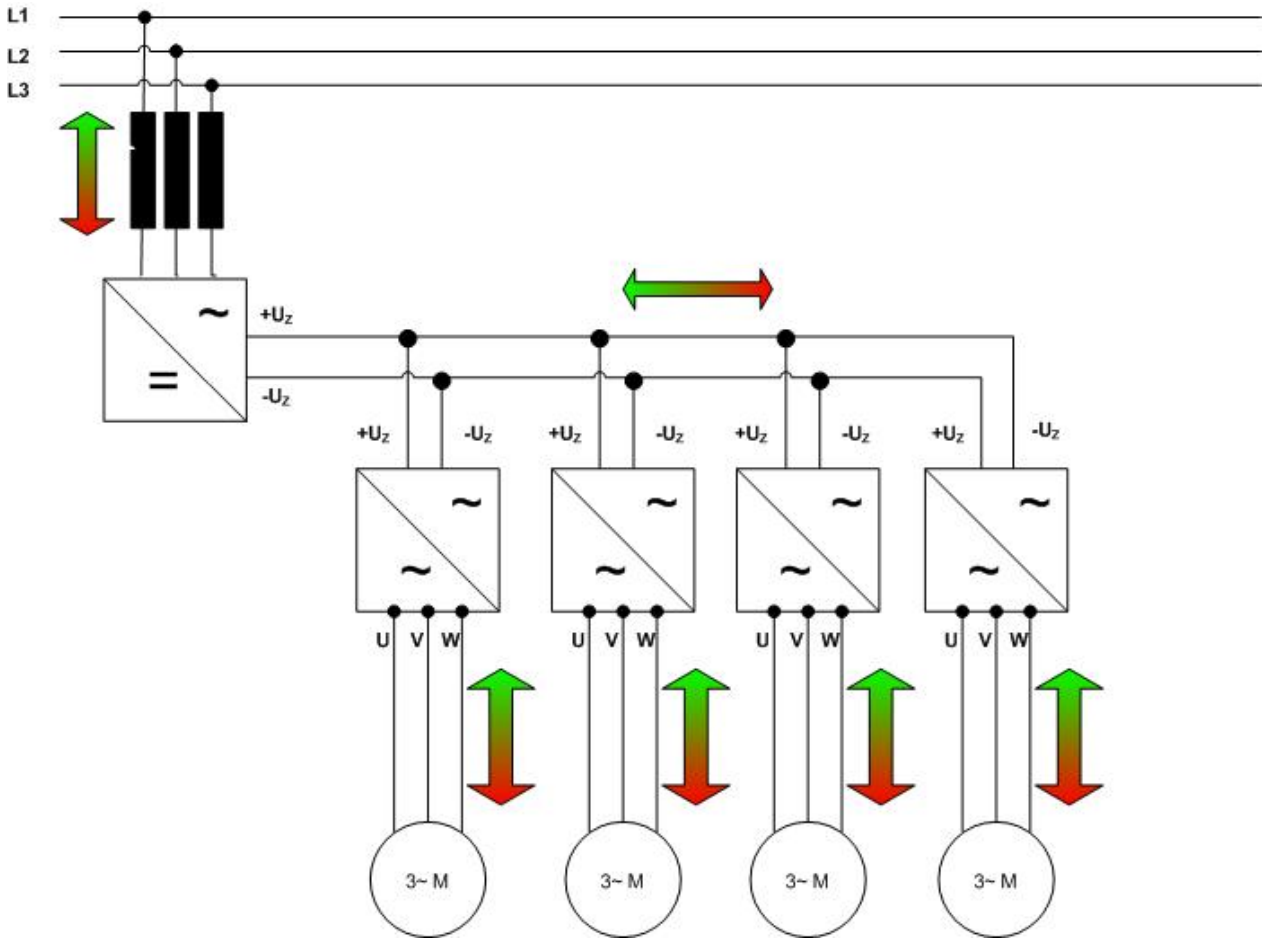 L1
L2
L3
~
=
+Uz
-Uz
+Uz -Uz +Uz -Uz +Uz -Uz +Uz -Uz
~ ~ ~ ~
~ ~ ~ ~
U V W U V W U V W U V W
3~ M 3~ M 3~ M 3~ M